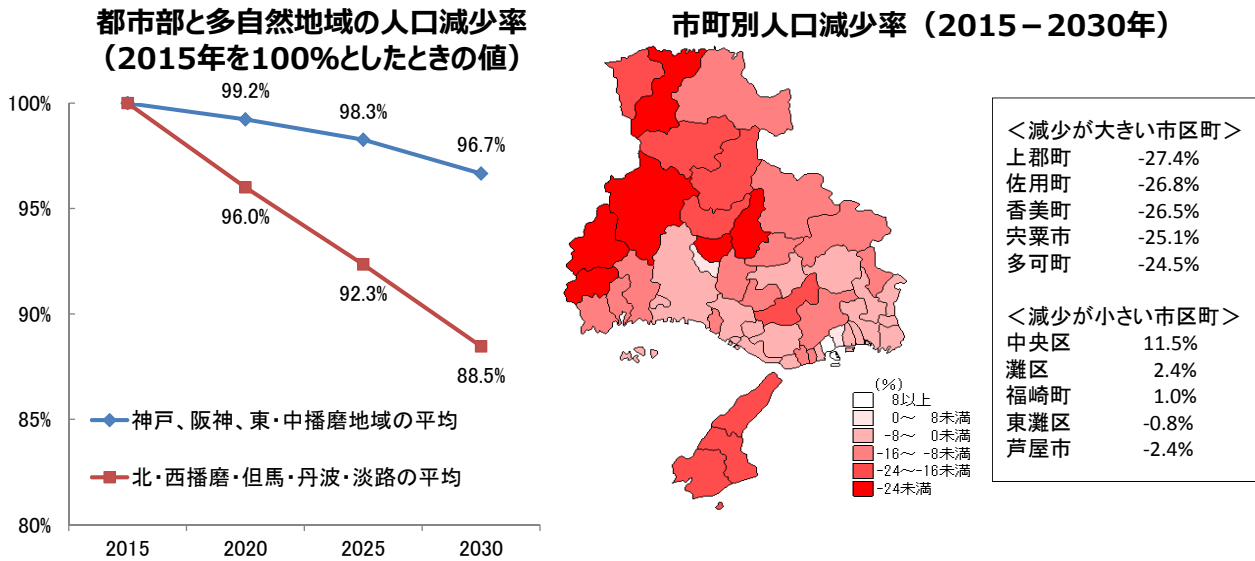 都市部と多自然地域の人口減少率
（2015年を100%としたときの値）
100%
95%
90%
85%
80%
99.2%
98.3%
96.7%
96.0%
92.3%
88.5%
神戸、阪神、東・中播磨地域の平均
北・西播磨・但馬・丹波・淡路の平均
2015
2020
2025
2030
市町別人口減少率（2015－2030年）
(%)
8以上
0～ 8未満
-8～ 0未満
-16～ -8未満
-24～-16未満
-24未満
＜減少が大きい市区町＞
上郡町 -27.4%
佐用町 -26.8%
香美町 -26.5%
宍粟市 -25.1%
多可町 -24.5%
＜減少が小さい市区町＞
中央区 11.5%
灘区 2.4%
福崎町 1.0%
東灘区 -0.8%
芦屋市 -2.4%